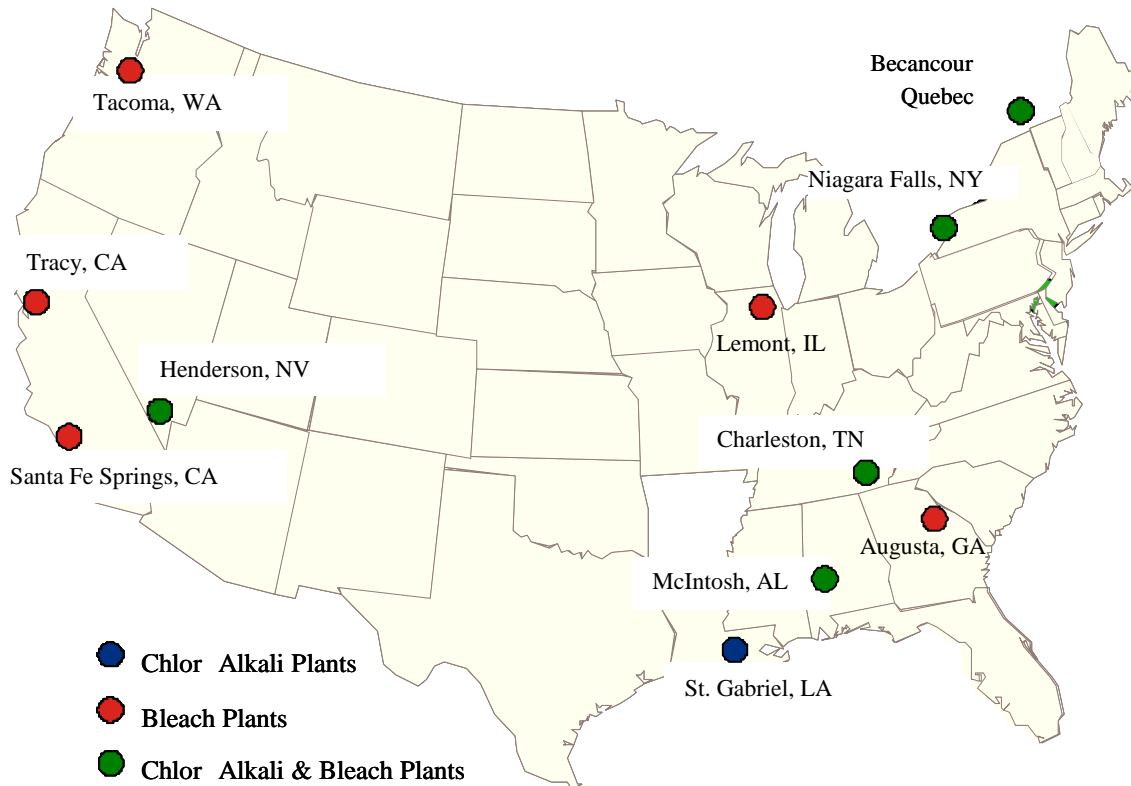 Becancour
Quebec
Tacoma, WA
Niagara Falls, NY
Tracy, CA
Lemont, IL
Henderson, NV
Charleston, TN
Santa Fe Springs, CA
Augusta, GA
McIntosh, AL
St. Gabriel, LA
Chlor Alkali Plants
Bleach Plants
Chlor Alkali & Bleach Plants